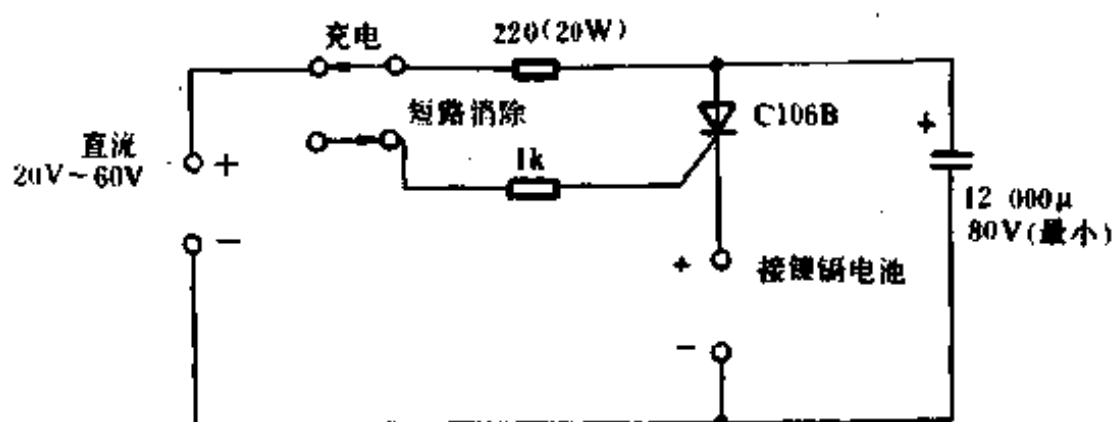 充电
220(20W)
短路消除
C106B
+
直流
20V~60V
+
1k
12 000μ
80V(最小)
−
+
接镍镉电池
−